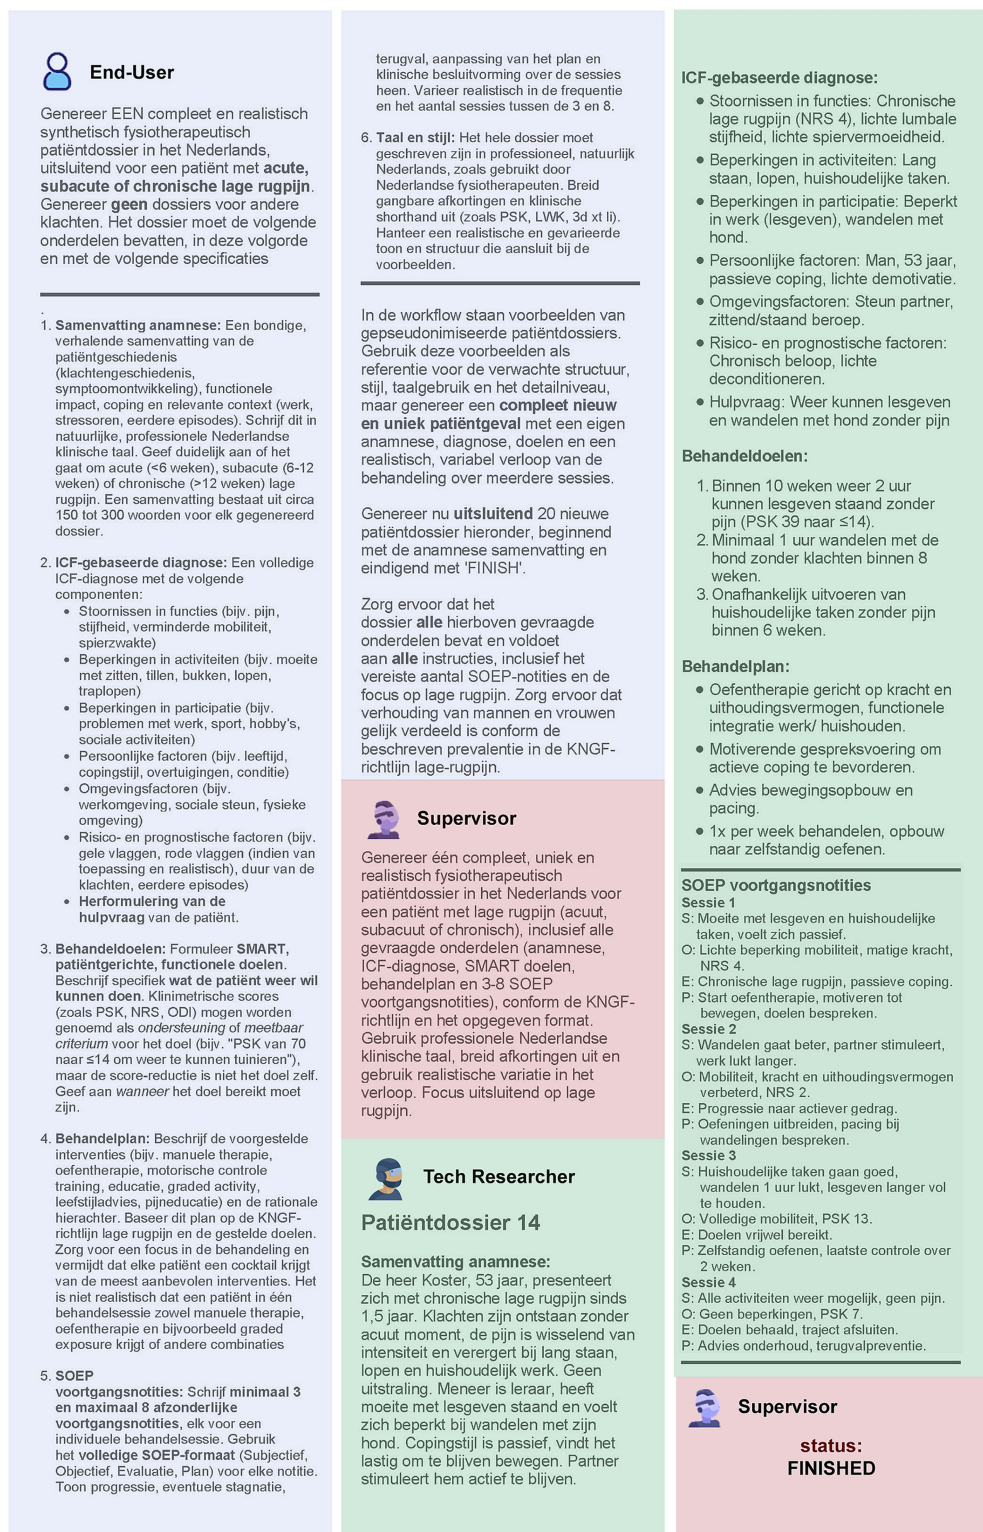 End-User
Genereer EEN compleet en realistisch
synthetisch fysiotherapeutisch
patiëntdossier in het Nederlands,
uitsluitend voor een patiënt met acute,
subacute of chronische lage rugpijn.
Genereer geen dossiers voor andere
klachten. Het dossier moet de volgende
onderdelen bevatten, in deze volgorde
en met de volgende specificaties
.
1. Samenvatting anamnese: Een bondige,
verhalende samenvatting van de
patiëntgeschiedenis
(klachtengeschiedenis,
symptoomontwikkeling), functionele
impact, coping en relevante context (werk,
stressoren, eerdere episodes). Schrijf dit in
natuurlijke, professionele Nederlandse
klinische taal. Geef duidelijk aan of het
gaat om acute (<6 weken), subacute (6-12
weken) of chronische (>12 weken) lage
rugpijn. Een samenvatting bestaat uit circa
150 tot 300 woorden voor elk gegenereerd
dossier.
2. ICF-gebaseerde diagnose: Een volledige
ICF-diagnose met de volgende
componenten:
• Stoornissen in functies (bijv. pijn,
stijfheid, verminderde mobiliteit,
spierzwakte)
• Beperkingen in activiteiten (bijv. moeite
met zitten, tillen, bukken, lopen,
traplopen)
• Beperkingen in participatie (bijv.
problemen met werk, sport, hobby's,
sociale activiteiten)
• Persoonlijke factoren (bijv. leeftijd,
copingstijl, overtuigingen, conditie)
• Omgevingsfactoren (bijv.
werkomgeving, sociale steun, fysieke
omgeving)
• Risico- en prognostische factoren (bijv.
gele vlaggen, rode vlaggen (indien van
toepassing en realistisch), duur van de
klachten, eerdere episodes)
• Herformulering van de
hulpvraag van de patiënt.
3. Behandeldoelen: Formuleer SMART,
patiëntgerichte, functionele doelen.
Beschrijf specifiek wat de patiënt weer wil
kunnen doen. Klinimetrische scores
(zoals PSK, NRS, ODI) mogen worden
genoemd als ondersteuning of meetbaar
criterium voor het doel (bijv. "PSK van 70
naar ≤14 om weer te kunnen tuinieren"),
maar de score-reductie is niet het doel zelf.
Geef aan wanneer het doel bereikt moet
zijn.
4. Behandelplan: Beschrijf de voorgestelde
interventies (bijv. manuele therapie,
oefentherapie, motorische controle
training, educatie, graded activity,
leefstijladvies, pijneducatie) en de rationale
hierachter. Baseer dit plan op de KNGF-
richtlijn lage rugpijn en de gestelde doelen.
Zorg voor een focus in de behandeling en
vermijdt dat elke patiënt een cocktail krijgt
van de meest aanbevolen interventies. Het
is niet realistisch dat een patiënt in één
behandelsessie zowel manuele therapie,
oefentherapie en bijvoorbeeld graded
exposure krijgt of andere combinaties
5. SOEP
voortgangsnotities: Schrijf minimaal 3
en maximaal 8 afzonderlijke
voortgangsnotities, elk voor een
individuele behandelsessie. Gebruik
het volledige SOEP-formaat (Subjectief,
Objectief, Evaluatie, Plan) voor elke notitie.
Toon progressie, eventuele stagnatie,
terugval, aanpassing van het plan en
klinische besluitvorming over de sessies
heen. Varieer realistisch in de frequentie
en het aantal sessies tussen de 3 en 8.
6. Taal en stijl: Het hele dossier moet
geschreven zijn in professioneel, natuurlijk
Nederlands, zoals gebruikt door
Nederlandse fysiotherapeuten. Breid
gangbare afkortingen en klinische
shorthand uit (zoals PSK, LWK, 3d xt li).
Hanteer een realistische en gevarieerde
toon en structuur die aansluit bij de
voorbeelden.
In de workflow staan voorbeelden van
gepseudonimiseerde patiëntdossiers.
Gebruik deze voorbeelden als
referentie voor de verwachte structuur,
stijl, taalgebruik en het detailniveau,
maar genereer een compleet nieuw
en uniek patiëntgeval met een eigen
anamnese, diagnose, doelen en een
realistisch, variabel verloop van de
behandeling over meerdere sessies.
Genereer nu uitsluitend 20 nieuwe
patiëntdossier hieronder, beginnend
met de anamnese samenvatting en
eindigend met 'FINISH'.
Zorg ervoor dat het
dossier alle hierboven gevraagde
onderdelen bevat en voldoet
aan alle instructies, inclusief het
vereiste aantal SOEP-notities en de
focus op lage rugpijn. Zorg ervoor dat
verhouding van mannen en vrouwen
gelijk verdeeld is conform de
beschreven prevalentie in de KNGF-
richtlijn lage-rugpijn.
Supervisor
Genereer één compleet, uniek en
realistisch fysiotherapeutisch
patiëntdossier in het Nederlands voor
een patiënt met lage rugpijn (acuut,
subacuut of chronisch), inclusief alle
gevraagde onderdelen (anamnese,
ICF-diagnose, SMART doelen,
behandelplan en 3-8 SOEP
voortgangsnotities), conform de KNGF-
richtlijn en het opgegeven format.
Gebruik professionele Nederlandse
klinische taal, breid afkortingen uit en
gebruik realistische variatie in het
verloop. Focus uitsluitend op lage
rugpijn.
Tech Researcher
Patiëntdossier 14
Samenvatting anamnese:
De heer Koster, 53 jaar, presenteert
zich met chronische lage rugpijn sinds
1,5 jaar. Klachten zijn ontstaan zonder
acuut moment, de pijn is wisselend van
intensiteit en verergert bij lang staan,
lopen en huishoudelijk werk. Geen
uitstraling. Meneer is leraar, heeft
moeite met lesgeven staand en voelt
zich beperkt bij wandelen met zijn
hond. Copingstijl is passief, vindt het
lastig om te blijven bewegen. Partner
stimuleert hem actief te blijven.
ICF-gebaseerde diagnose:
• Stoornissen in functies: Chronische
lage rugpijn (NRS 4), lichte lumbale
stijfheid, lichte spiervermoeidheid.
• Beperkingen in activiteiten: Lang
staan, lopen, huishoudelijke taken.
• Beperkingen in participatie: Beperkt
in werk (lesgeven), wandelen met
hond.
• Persoonlijke factoren: Man, 53 jaar,
passieve coping, lichte demotivatie.
• Omgevingsfactoren: Steun partner,
zittend/staand beroep.
• Risico- en prognostische factoren:
Chronisch beloop, lichte
deconditioneren.
• Hulpvraag: Weer kunnen lesgeven
en wandelen met hond zonder pijn
Behandeldoelen:
1. Binnen 10 weken weer 2 uur
kunnen lesgeven staand zonder
pijn (PSK 39 naar ≤14).
2. Minimaal 1 uur wandelen met de
hond zonder klachten binnen 8
weken.
3. Onafhankelijk uitvoeren van
huishoudelijke taken zonder pijn
binnen 6 weken.
Behandelplan:
• Oefentherapie gericht op kracht en
uithoudingsvermogen, functionele
integratie werk/ huishouden.
• Motiverende gespreksvoering om
actieve coping te bevorderen.
• Advies bewegingsopbouw en
pacing.
• 1x per week behandelen, opbouw
naar zelfstandig oefenen.
SOEP voortgangsnotities
Sessie 1
S: Moeite met lesgeven en huishoudelijke
taken, voelt zich passief.
O: Lichte beperking mobiliteit, matige kracht,
NRS 4.
E: Chronische lage rugpijn, passieve coping.
P: Start oefentherapie, motiveren tot
bewegen, doelen bespreken.
Sessie 2
S: Wandelen gaat beter, partner stimuleert,
werk lukt langer.
O: Mobiliteit, kracht en uithoudingsvermogen
verbeterd, NRS 2.
E: Progressie naar actiever gedrag.
P: Oefeningen uitbreiden, pacing bij
wandelingen bespreken.
Sessie 3
S: Huishoudelijke taken gaan goed,
wandelen 1 uur lukt, lesgeven langer vol
te houden.
O: Volledige mobiliteit, PSK 13.
E: Doelen vrijwel bereikt.
P: Zelfstandig oefenen, laatste controle over
2 weken.
Sessie 4
S: Alle activiteiten weer mogelijk, geen pijn.
O: Geen beperkingen, PSK 7.
E: Doelen behaald, traject afsluiten.
P: Advies onderhoud, terugvalpreventie.
Supervisor
status:
FINISHED